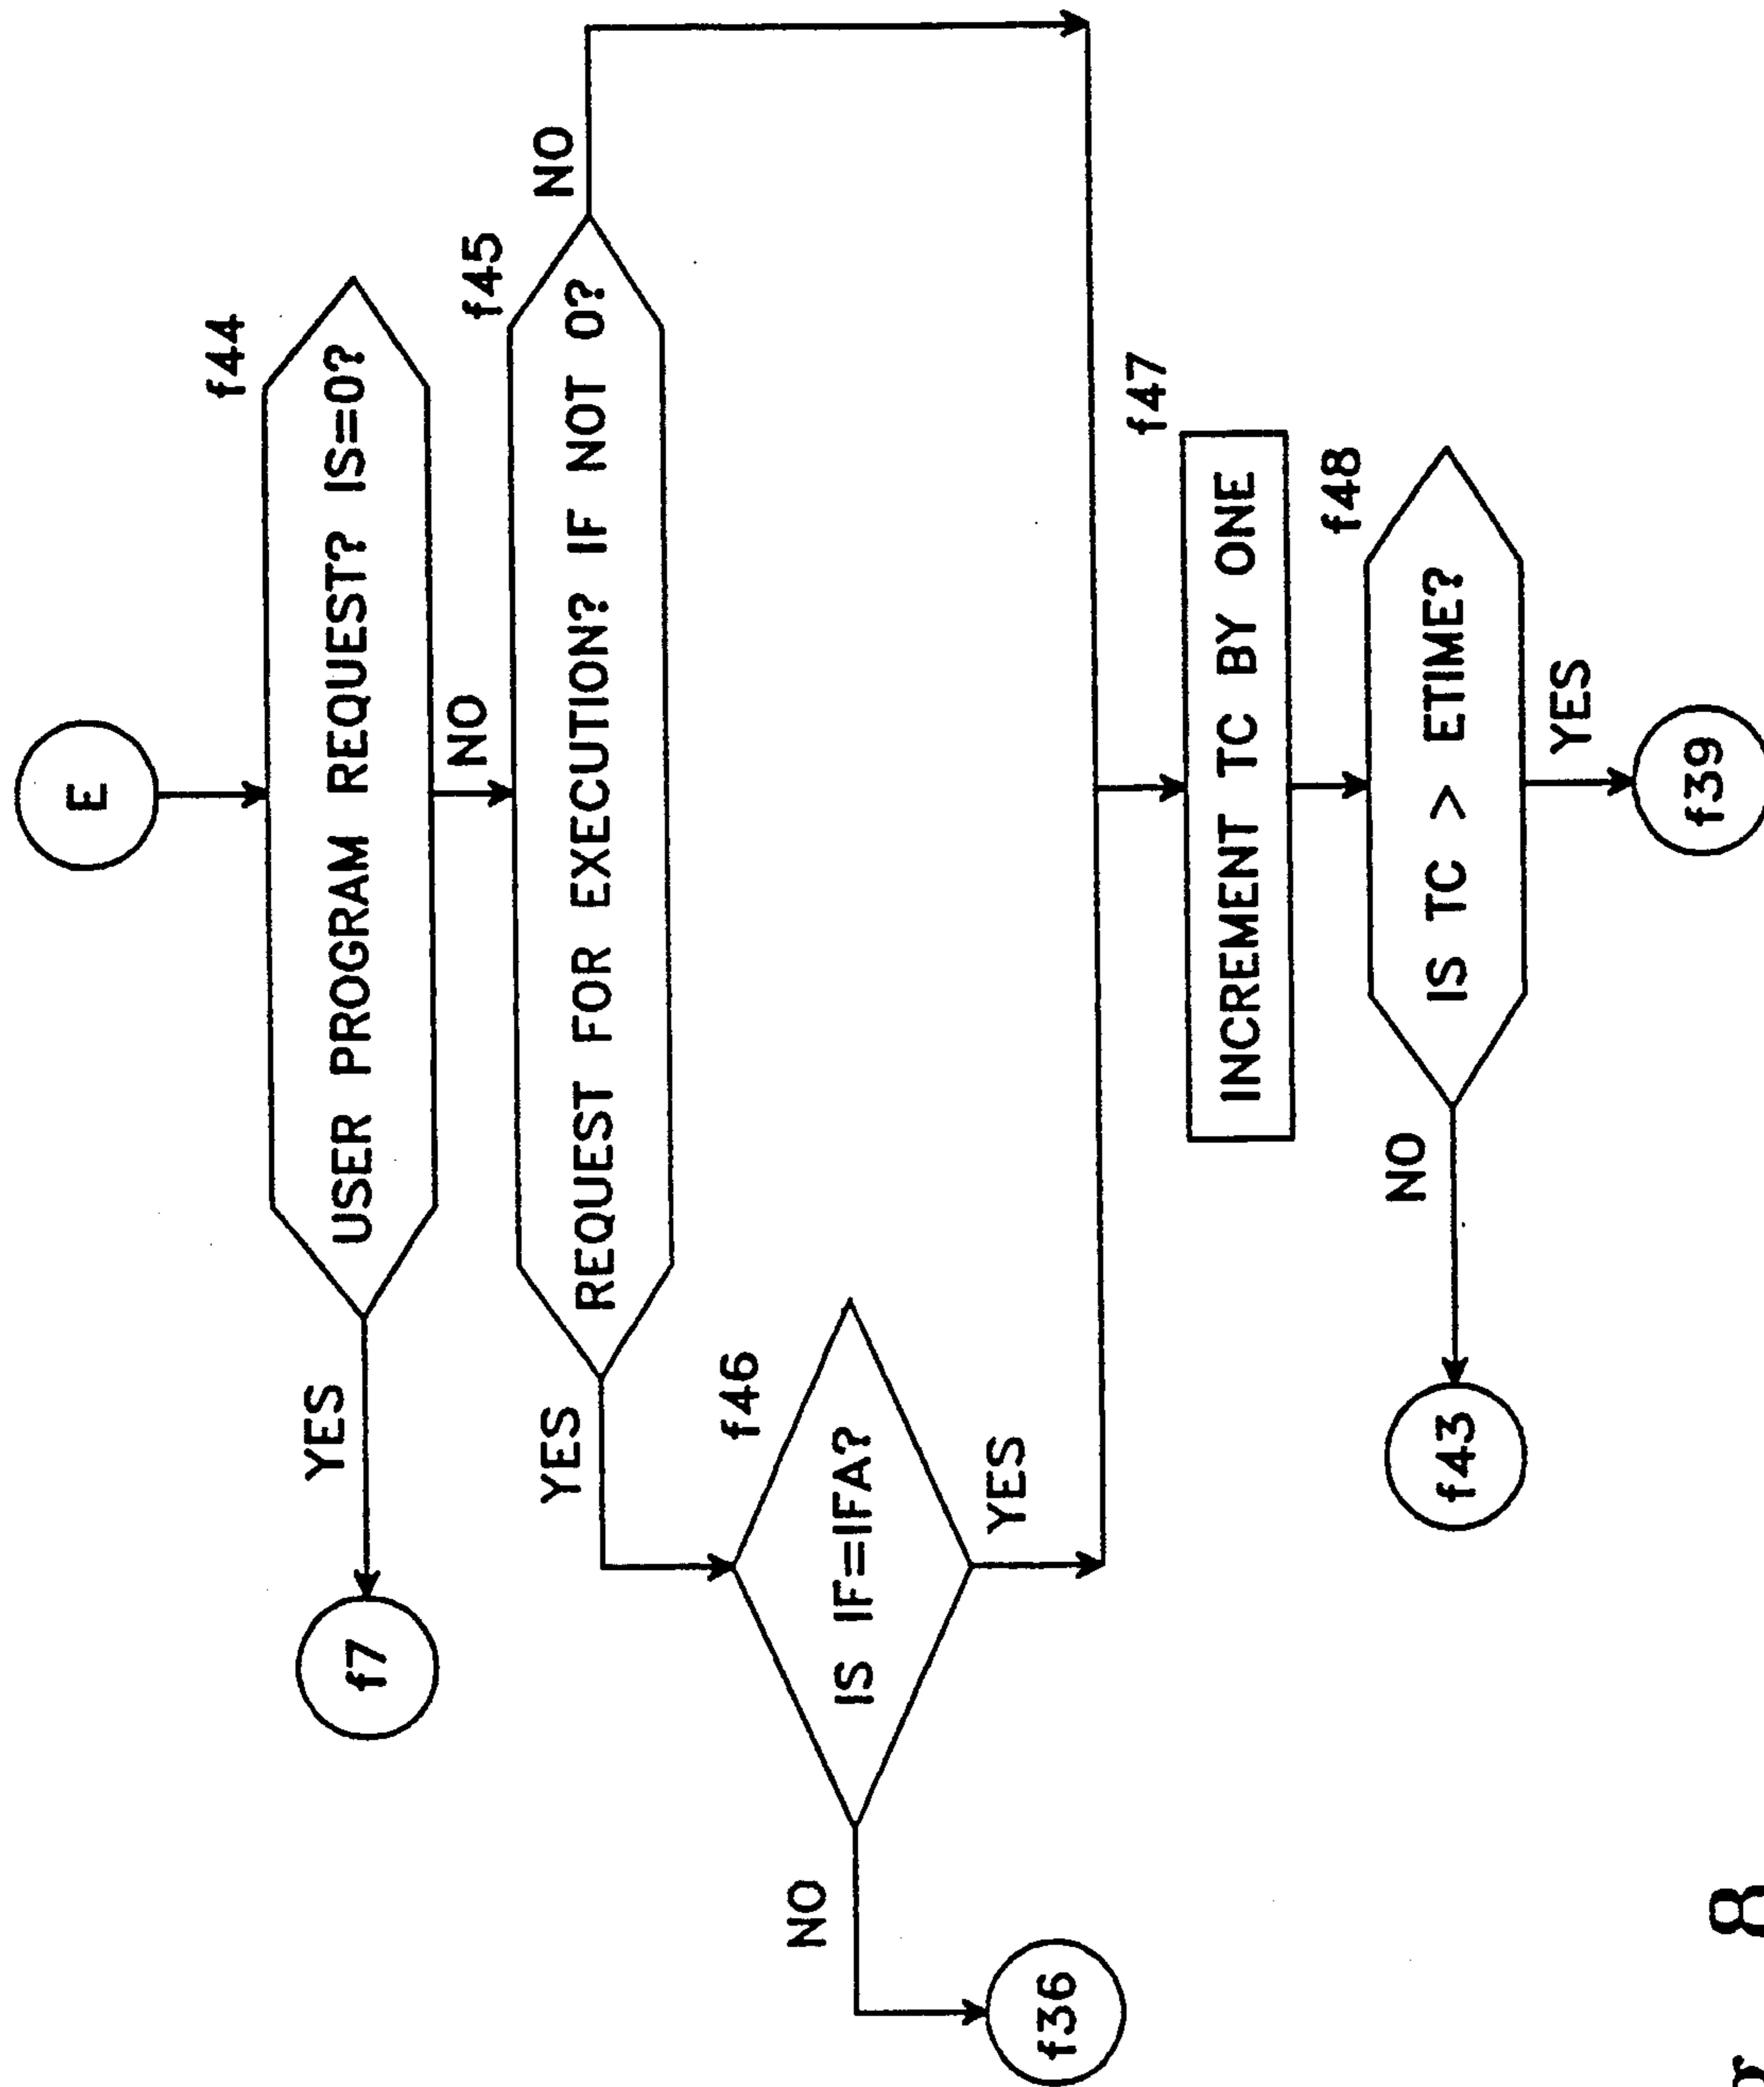 E
f44
USER PROGRAM REQUEST? IS=0?
YES
f7
NO
f45
REQUEST FOR EXECUTION? IF NOT 0?
NO
YES
f46
IS IF=IFA?
NO
f36
YES
f47
INCREMENT TC BY ONE
f48
IS TC > ETIME?
NO
f43
YES
f39
8